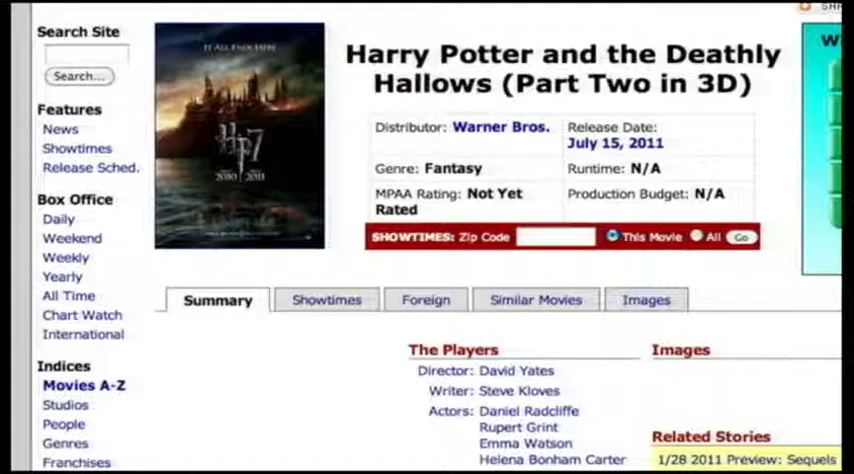 SHA
Search Site
Search...
Features
News
Showtimes
Release Sched.
Box Office
Daily
Weekend
Weekly
Yearly
All Time
Chart Watch
International
Indices
Movies A-Z
Studios
People
Genres
Franchises
IT ALL ENDS HERE
HP7
2010 2011
Harry Potter and the Deathly
Hallows (Part Two in 3D)
Distributor: Warner Bros.
Release Date:
July 15, 2011
Genre: Fantasy
Runtime: N/A
MPAA Rating: Not Yet
Rated
Production Budget: N/A
SHOWTIMES: Zip Code This Movie All Go
Summary Showtimes Foreign Similar Movies Images
The Players
Director: David Yates
Writer: Steve Kloves
Actors: Daniel Radcliffe
Rupert Grint
Emma Watson
Helena Bonham Carter
Images
Related Stories
1/28 2011 Preview: Sequels